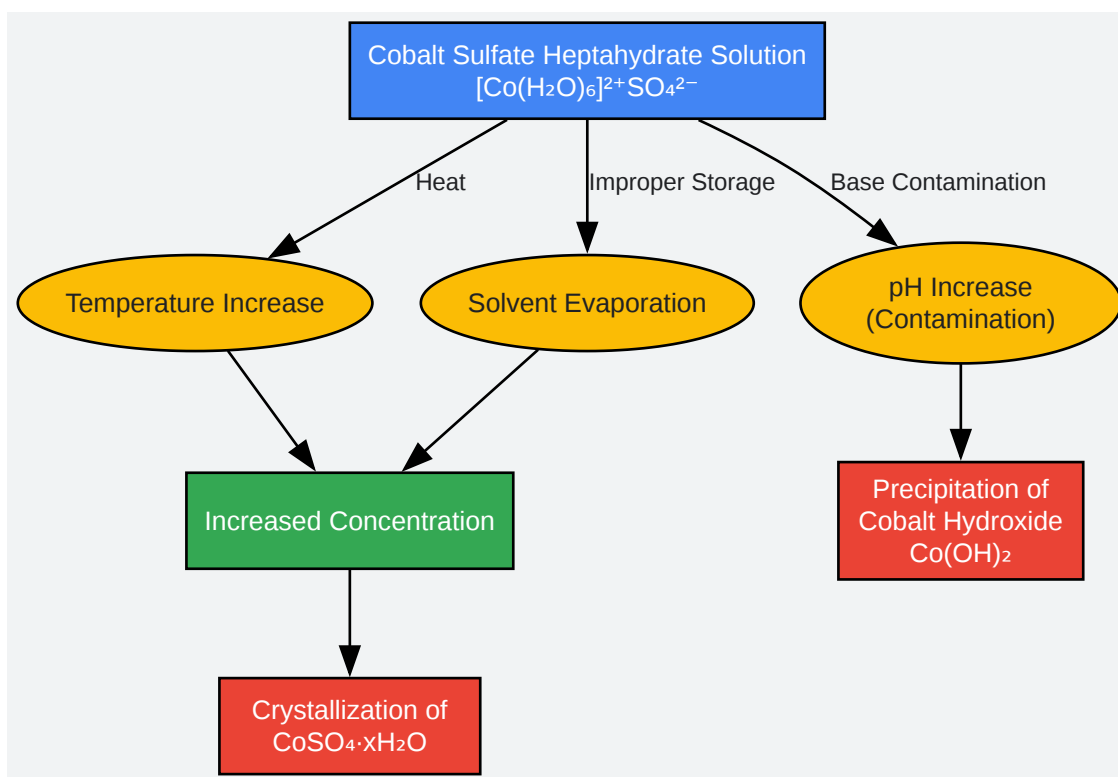 Cobalt Sulfate Heptahydrate Solution
[Co(H₂O)₆]²⁺SO₄²⁻
Heat
Improper Storage
Base Contamination
Temperature Increase
Solvent Evaporation
pH Increase
(Contamination)
Increased Concentration
Precipitation of
Cobalt Hydroxide
Co(OH)₂
Crystallization of
CoSO₄·xH₂O